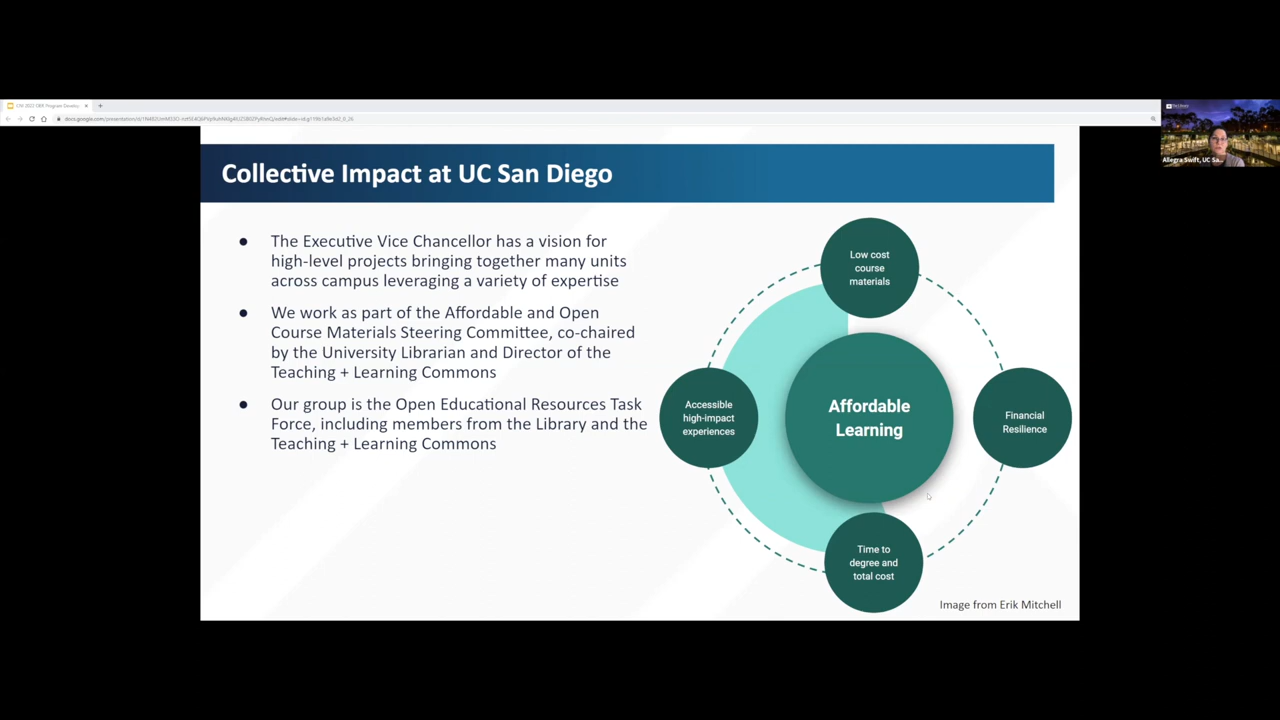 Collective Impact at UC San Diego
● The Executive Vice Chancellor has a vision for
high-level projects bringing together many units
across campus leveraging a variety of expertise
● We work as part of the Affordable and Open
Course Materials Steering Committee, co-chaired
by the University Librarian and Director of the
Teaching + Learning Commons
● Our group is the Open Educational Resources Task
Force, including members from the Library and the
Teaching + Learning Commons
Low cost
course
materials
Accessible
high-impact
experiences
Affordable
Learning
Financial
Resilience
Time to
degree and
total cost
Image from Erik Mitchell
Allegra Swift, UC Sa...